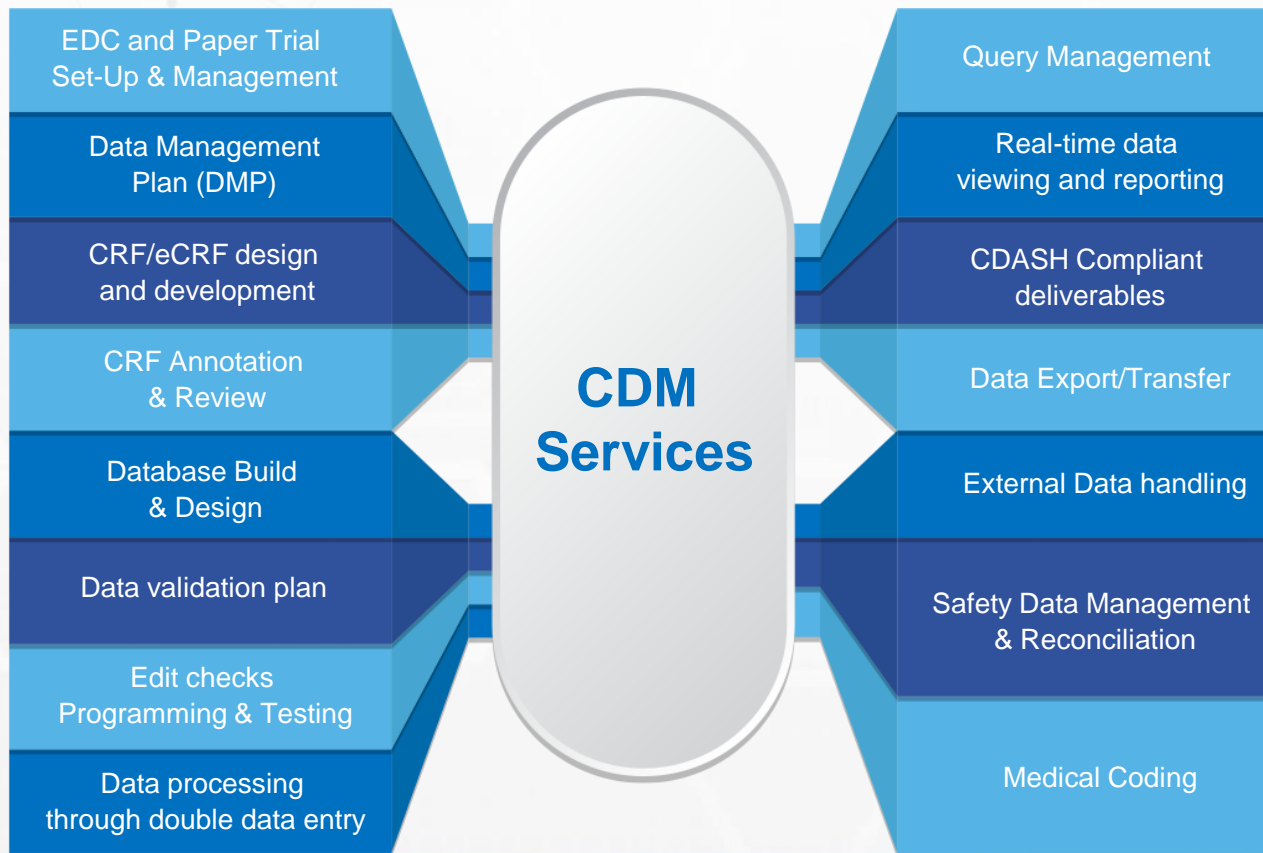 EDC and Paper Trial
Set-Up & Management
Data Management
Plan (DMP)
CRF/eCRF design
and development
CRF Annotation
& Review
Database Build
& Design
Data validation plan
Edit checks
Programming & Testing
Data processing
through double data entry
CDM
Services
Query Management
Real-time data
viewing and reporting
CDASH Compliant
deliverables
Data Export/Transfer
External Data handling
Safety Data Management
& Reconciliation
Medical Coding